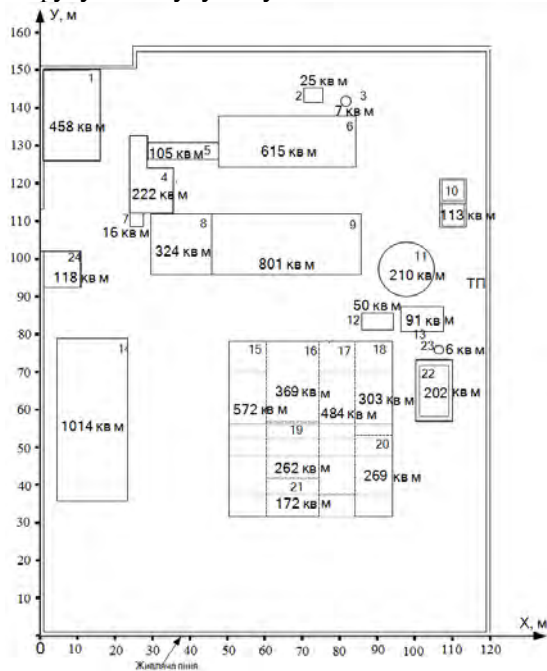 У, м
160
150
140
130
120
110
100
90
80
70
60
50
40
30
20
10
0
1
458 кв м
25 кв м
2
3
7 кв м
6
615 кв м
105 кв м 5
4
222 кв м
10
113 кв м
7
16 кв м
8
324 кв м
9
801 кв м
11
210 кв м
ТП
24
118 кв м
50 кв м
12
91 кв м
13
23 6 кв м
14
1014 кв м
15
572 кв м
16
369 кв м
17
484 кв м
18
303 кв м
22
202 кв м
19
262 кв м
20
269 кв м
21
172 кв м
Х, м
0 10 20 30 40 50 60 70 80 90 100 110 120
Живляча лінія